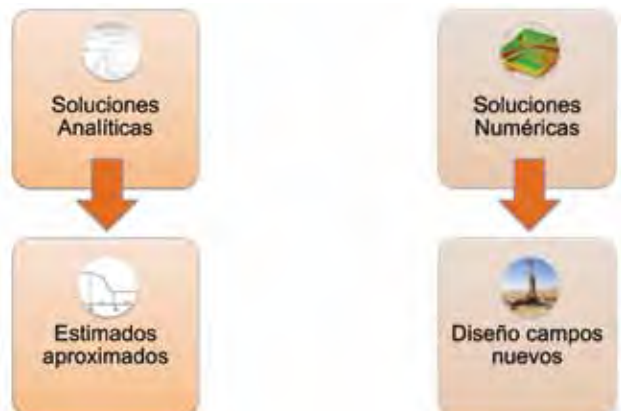 Soluciones
Analíticas
Estimados
aproximados
Soluciones
Numéricas
Diseño campos
nuevos